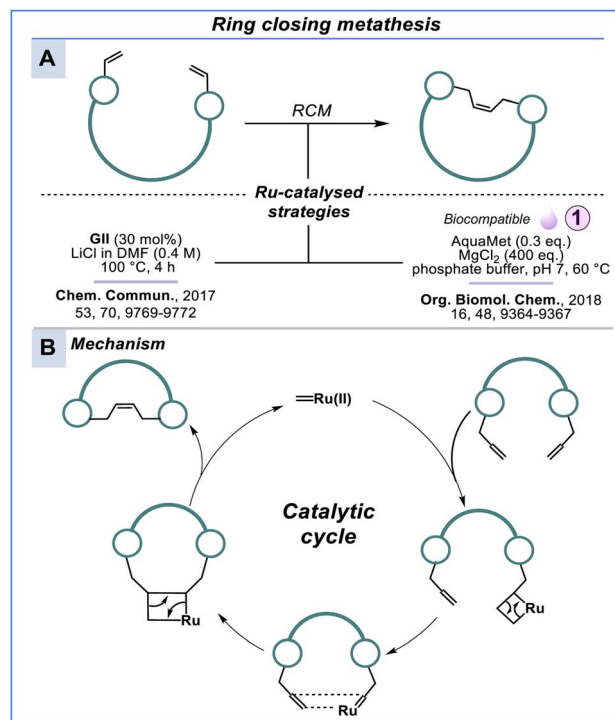 Ring closing metathesis
A
RCM
Ru-catalysed
strategies
GII (30 mol%)
LiCl in DMF (0.4 M)
100 °C, 4 h
Chem. Commun., 2017
53, 70, 9769-9772
Biocompatible 1
AquaMet (0.3 eq.)
MgCl₂ (400 eq.)
phosphate buffer, pH 7, 60 °C
Org. Biomol. Chem., 2018
16, 48, 9364-9367
B Mechanism
=Ru(II)
Catalytic
cycle
Ru
Ru
Ru